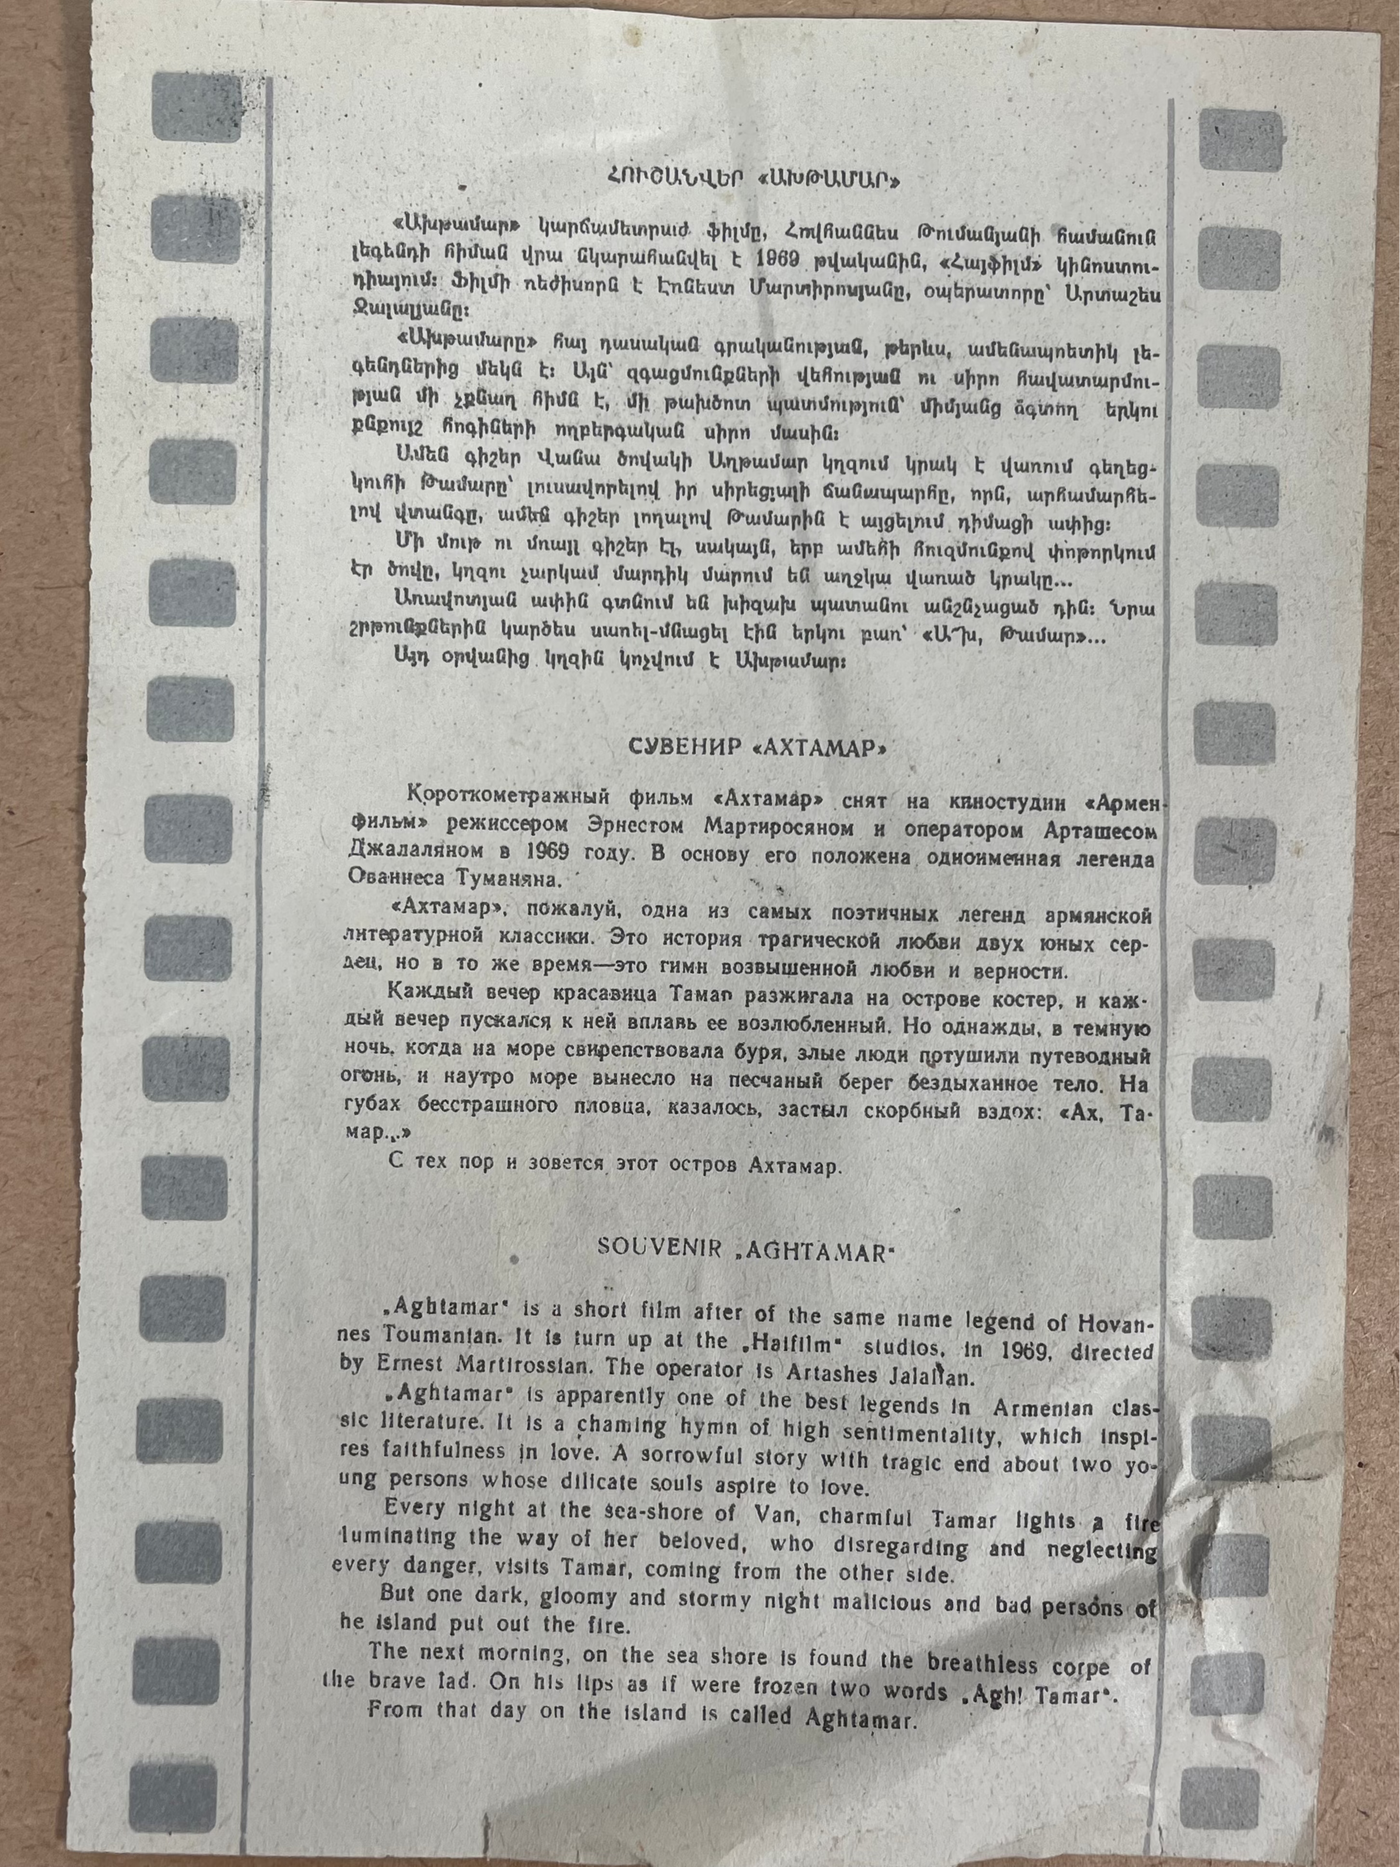 ՀՈՒՇԱՆՎԵՐ «ԱԽԹԱՄԱՐ»
«Ախթամար» կարճամետրաժ ֆիլմը, Հովհաննես Թումանյանի համանուն
լեգենդի հիման վրա նկարահանվել է 1969 թվականին, «Հայֆիլմ» կինոստու-
դիայում։ Ֆիլմի ռեժիսորն է Էռնեստ Մարտիրոսյանը, օպերատորը՝ Արտաշես
Ջալալյանը։
«Ախթամարը» հայ դասական գրականության, թերևս, ամենապոետիկ լե-
գենդներից մեկն է։ Այն՝ զգացմունքների վեհության ու սիրո հավատարմու-
թյան մի չքնաղ հիմն է, մի թախծոտ պատմություն՝ միմյանց ձգտող երկու
քնքուշ հոգիների ողբերգական սիրո մասին։
Ամեն գիշեր Վանա ծովակի Աղթամար կղզում կրակ է վառում գեղեց-
կուհի Թամարը՝ լուսավորելով իր սիրեցյալի ճանապարհը, որն, արհամարհե-
լով վտանգը, ամեն գիշեր լողալով Թամարին է այցելում դիմացի ափից։
Մի մութ ու մռայլ գիշեր էլ, սակայն, երբ ամեհի հուզմունքով փոթորկում
էր ծովը, կղզու չարկամ մարդիկ մարում են աղջկա վառած կրակը...
Առավոտյան ափին գտնում են խիզախ պատանու անշնչացած դին։ Նրա
շրթունքներին կարծես սառել-մնացել էին երկու բառ՝ «Ա՜խ, Թամար»...
Այդ օրվանից կղզին կոչվում է Ախթամար։
СУВЕНИР «АХТАМАР»
Короткометражный фильм «Ахтамар» снят на киностудии «Армен-
фильм» режиссером Эрнестом Мартиросяном и оператором Арташесом
Джалаляном в 1969 году. В основу его положена одноименная легенда
Ованнеса Туманяна.
«Ахтамар», пожалуй, одна из самых поэтичных легенд армянской
литературной классики. Это история трагической любви двух юных сер-
дец, но в то же время—это гимн возвышенной любви и верности.
Каждый вечер красавица Тамар разжигала на острове костер, и каж-
дый вечер пускался к ней вплавь ее возлюбленный. Но однажды, в темную
ночь, когда на море свирепствовала буря, злые люди потушили путеводный
огонь, и наутро море вынесло на песчаный берег бездыханное тело. На
губах бесстрашного пловца, казалось, застыл скорбный вздох: «Ах, Та-
мар...»
С тех пор и зовется этот остров Ахтамар.
SOUVENIR „AGHTAMAR“
„Aghtamar“ is a short film after of the same name legend of Hovan-
nes Toumanian. It is turn up at the „Haifilm“ studios, in 1969, directed
by Ernest Martirossian. The operator is Artashes Jalalian.
„Aghtamar“ is apparently one of the best legends in Armenian clas-
sic literature. It is a chaming hymn of high sentimentality, which inspi-
res faithfulness in love. A sorrowful story with tragic end about two yo-
ung persons whose dilicate souls aspire to love.
Every night at the sea-shore of Van, charmful Tamar lights a fire
luminating the way of her beloved, who disregarding and neglecting
every danger, visits Tamar, coming from the other side.
But one dark, gloomy and stormy night malicious and bad persons of
he island put out the fire.
The next morning, on the sea shore is found the breathless corpe of
the brave lad. On his lips as if were frozen two words „Agh! Tamar“.
From that day on the island is called Aghtamar.